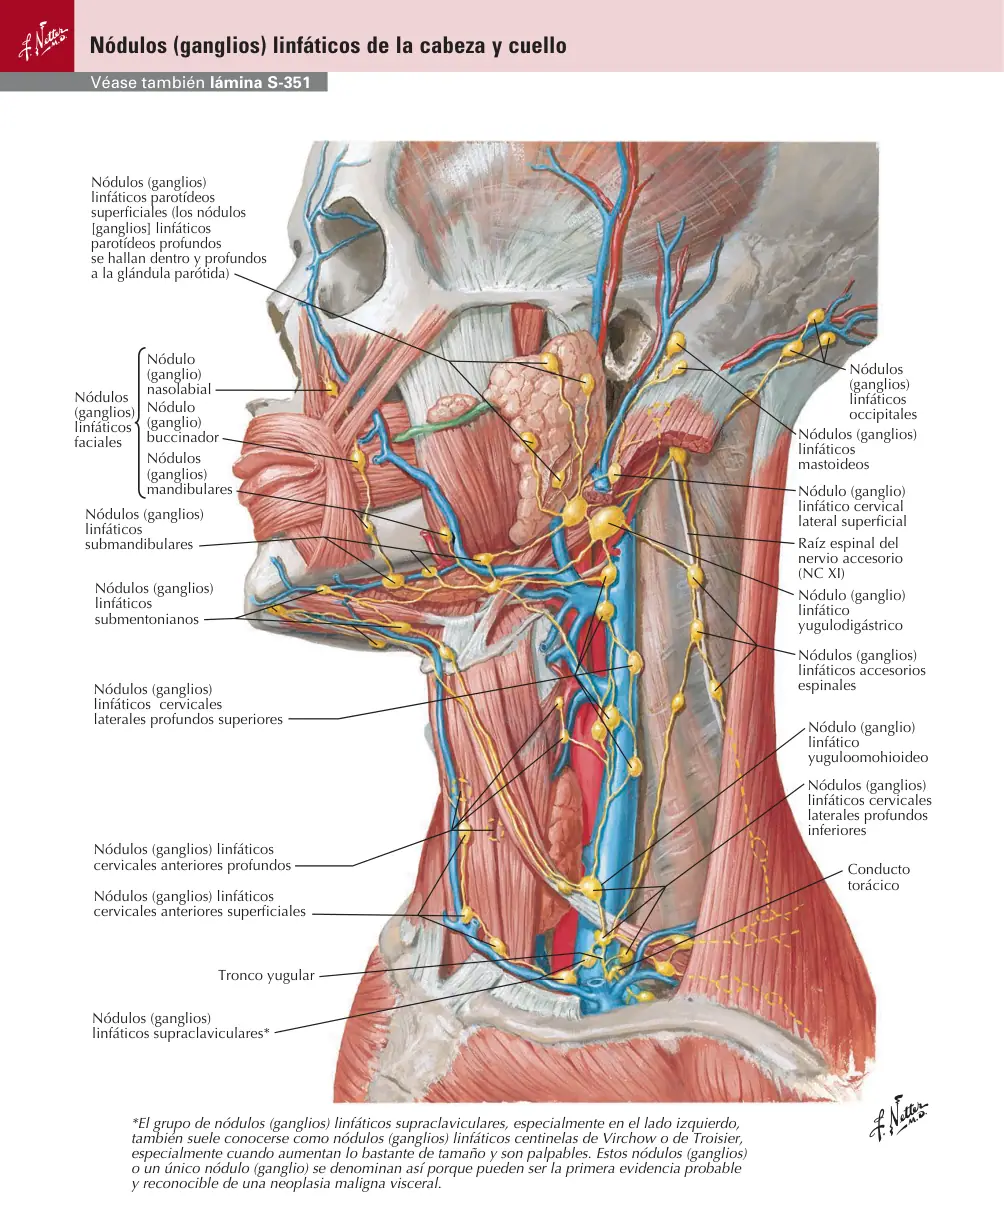 F. Netter M.D.
Nódulos (ganglios) linfáticos de la cabeza y cuello
Véase también lámina S-351
Nódulos (ganglios)
linfáticos parotídeos
superficiales (los nódulos
[ganglios] linfáticos
parotídeos profundos
se hallan dentro y profundos
a la glándula parótida)
Nódulos
(ganglios)
linfáticos
faciales
Nódulo
(ganglio)
nasolabial
Nódulo
(ganglio)
buccinador
Nódulos
(ganglios)
mandibulares
Nódulos (ganglios)
linfáticos
submandibulares
Nódulos (ganglios)
linfáticos
submentonianos
Nódulos (ganglios)
linfáticos cervicales
laterales profundos superiores
Nódulos (ganglios) linfáticos
cervicales anteriores profundos
Nódulos (ganglios) linfáticos
cervicales anteriores superficiales
Tronco yugular
Nódulos (ganglios)
linfáticos supraclaviculares*
Nódulos
(ganglios)
linfáticos
occipitales
Nódulos (ganglios)
linfáticos
mastoideos
Nódulo (ganglio)
linfático cervical
lateral superficial
Raíz espinal del
nervio accesorio
(NC XI)
Nódulo (ganglio)
linfático
yugulodigástrico
Nódulos (ganglios)
linfáticos accesorios
espinales
Nódulo (ganglio)
linfático
yuguloomohioideo
Nódulos (ganglios)
linfáticos cervicales
laterales profundos
inferiores
Conducto
torácico
F. Netter M.D.
*El grupo de nódulos (ganglios) linfáticos supraclaviculares, especialmente en el lado izquierdo,
también suele conocerse como nódulos (ganglios) linfáticos centinelas de Virchow o de Troisier,
especialmente cuando aumentan lo bastante de tamaño y son palpables. Estos nódulos (ganglios)
o un único nódulo (ganglio) se denominan así porque pueden ser la primera evidencia probable
y reconocible de una neoplasia maligna visceral.